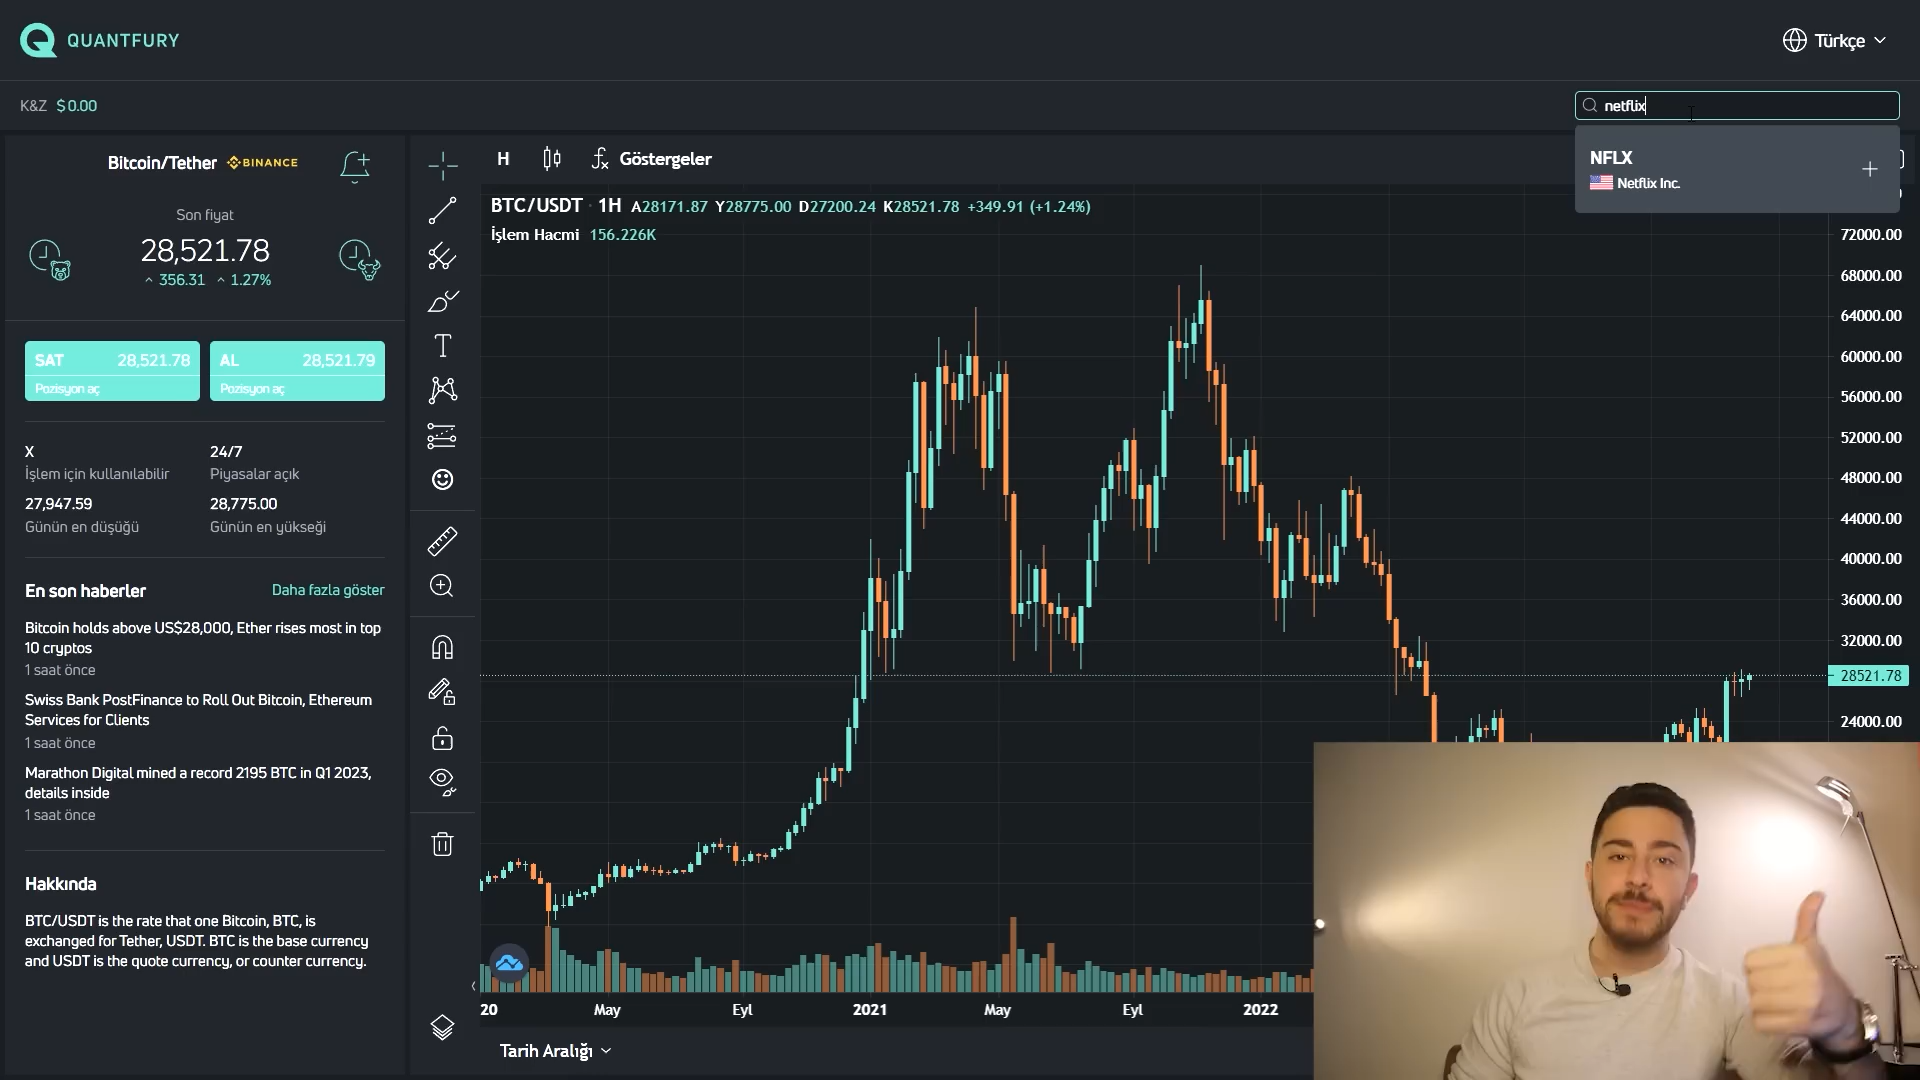 QUANTFURY
Türkçe
K&Z $0.00
netflix
NFLX
Netflix Inc.
Bitcoin/Tether BINANCE
Son fiyat
28,521.78
356.31 1.27%
SAT 28,521.78
Pozisyon aç
AL 28,521.79
Pozisyon aç
X
İşlem için kullanılabilir
24/7
Piyasalar açık
27,947.59
Günün en düşüğü
28,775.00
Günün en yükseği
En son haberler Daha fazla göster
Bitcoin holds above US$28,000, Ether rises most in top
10 cryptos
1 saat önce
Swiss Bank PostFinance to Roll Out Bitcoin, Ethereum
Services for Clients
1 saat önce
Marathon Digital mined a record 2195 BTC in Q1 2023,
details inside
1 saat önce
Hakkında
BTC/USDT is the rate that one Bitcoin, BTC, is
exchanged for Tether, USDT. BTC is the base currency
and USDT is the quote currency, or counter currency.
H Göstergeler
BTC/USDT · 1H A28171.87 Y28775.00 D27200.24 K28521.78 +349.91 (+1.24%)
İşlem Hacmi 156.226K
72000.00
68000.00
64000.00
60000.00
56000.00
52000.00
48000.00
44000.00
40000.00
36000.00
32000.00
28521.78
24000.00
20 May Eyl 2021 May Eyl 2022
Tarih Aralığı